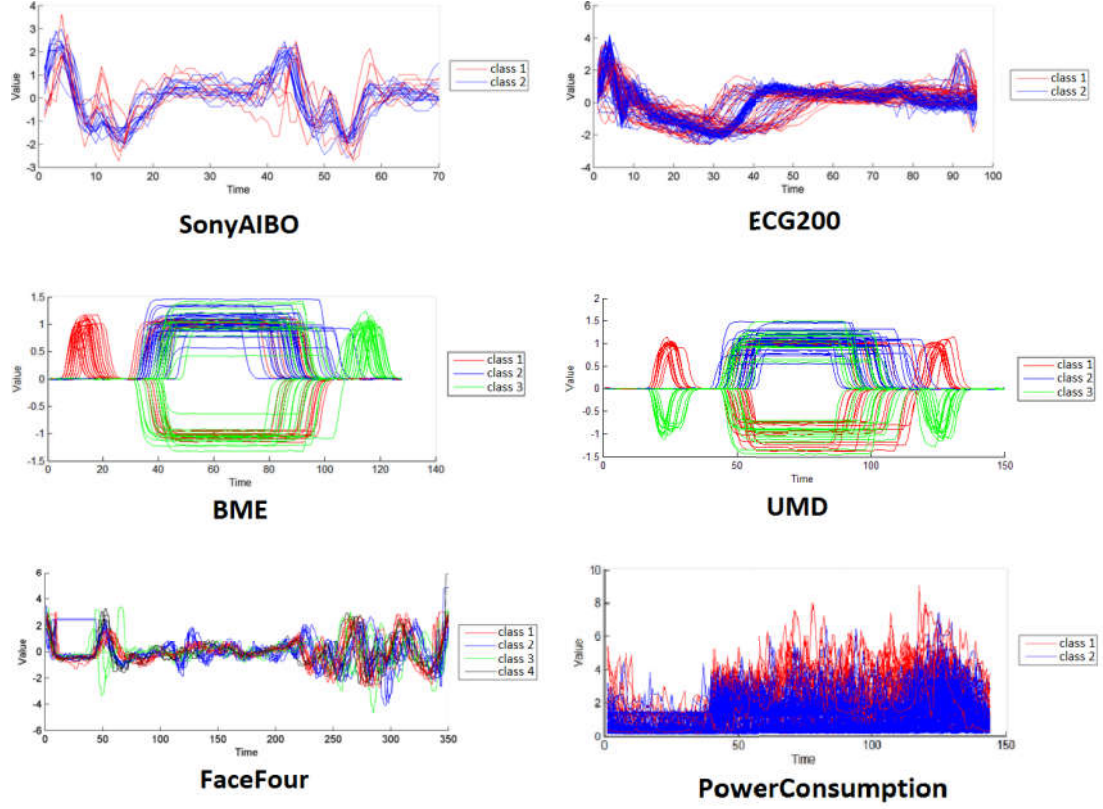 4
3
2
1
0
-1
-2
-3
0 10 20 30 40 50 60 70
Value
Time
class 1
class 2
SonyAIBO
6
4
2
0
-2
-4
0 10 20 30 40 50 60 70 80 90 100
Value
Time
class 1
class 2
ECG200
1.5
1
0.5
0
-0.5
-1
-1.5
0 20 40 60 80 100 120 140
Value
Time
class 1
class 2
class 3
BME
2
1.5
1
0.5
0
-0.5
-1
-1.5
0 50 100 150
Value
Time
class 1
class 2
class 3
UMD
6
4
2
0
-2
-4
-6
0 50 100 150 200 250 300 350
Value
Time
class 1
class 2
class 3
class 4
FaceFour
10
8
6
4
2
0
0 50 100 150
Value
Time
class 1
class 2
PowerConsumption